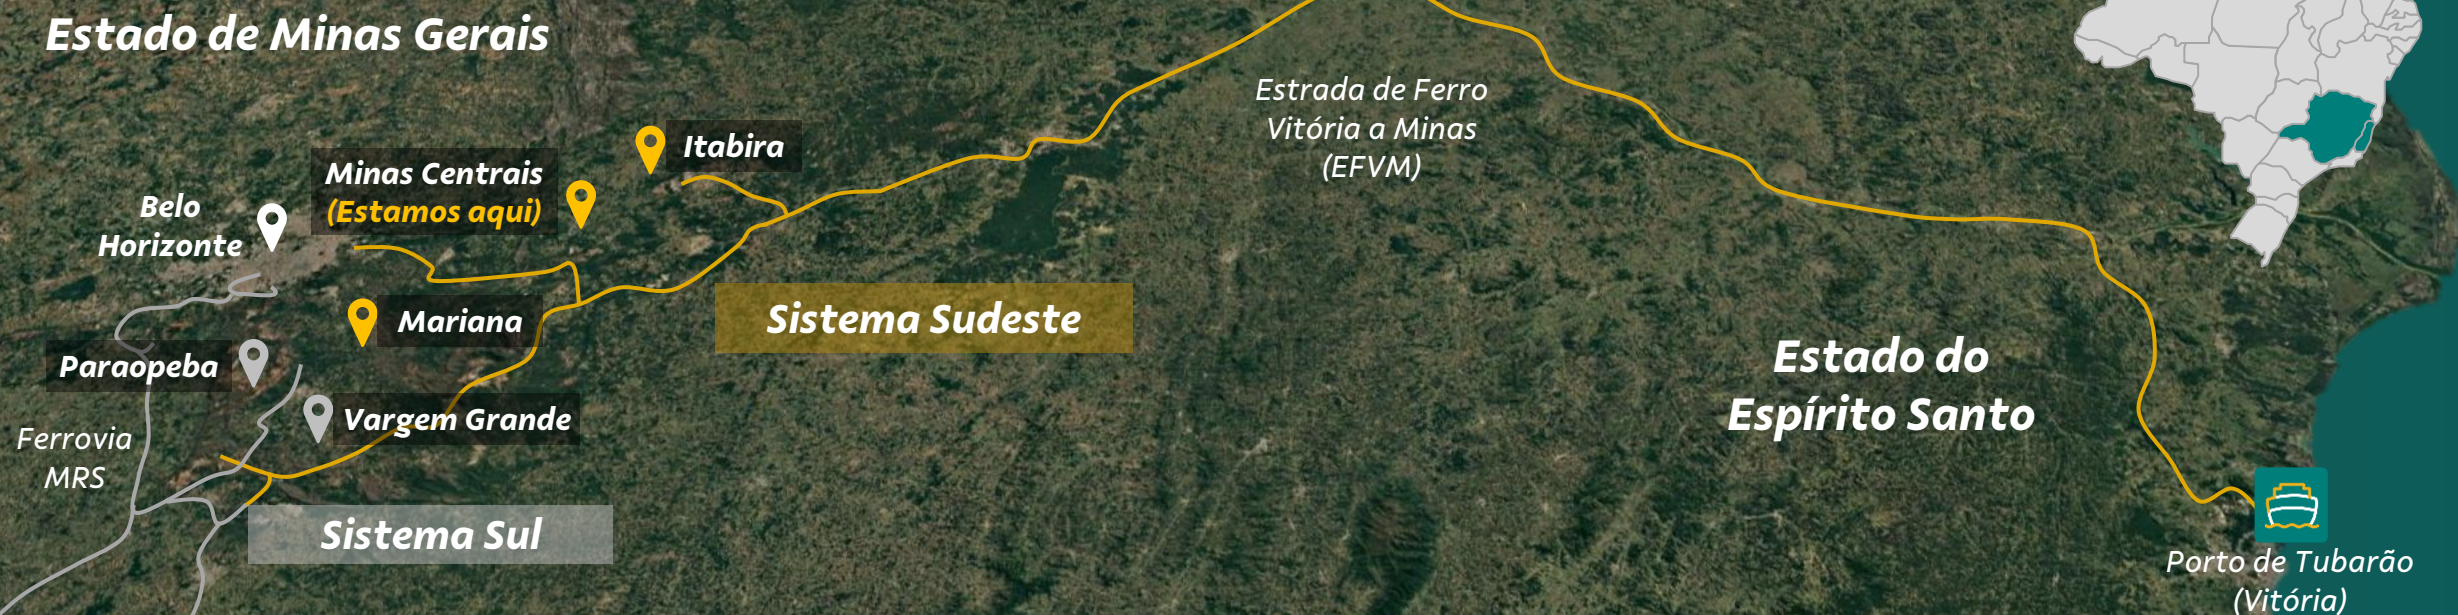 Estado de Minas Gerais
Estrada de Ferro
Vitória a Minas
(EFVM)
Itabira
Minas Centrais
(Estamos aqui)
Belo
Horizonte
Mariana
Sistema Sudeste
Paraopeba
Vargem Grande
Ferrovia
MRS
Sistema Sul
Estado do
Espírito Santo
Porto de Tubarão
(Vitória)